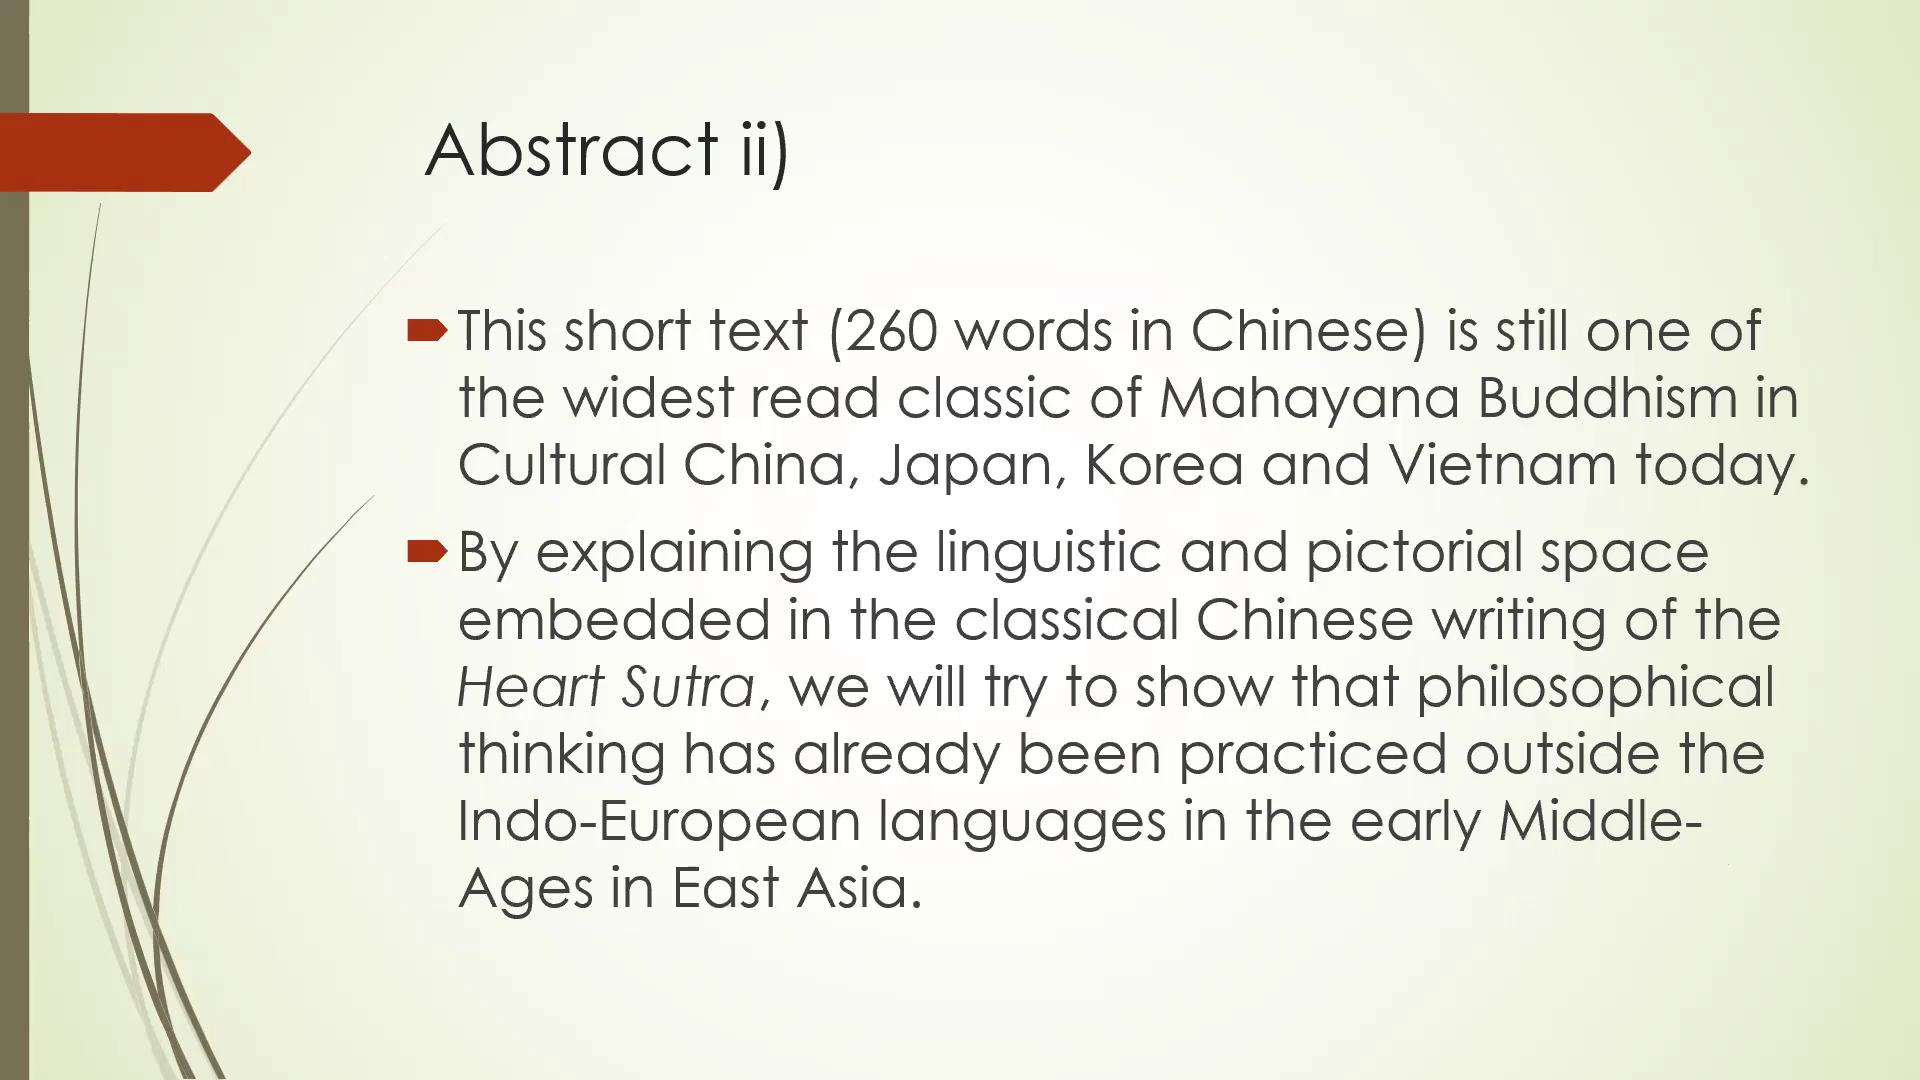 Abstract ii)
This short text (260 words in Chinese) is still one of
the widest read classic of Mahayana Buddhism in
Cultural China, Japan, Korea and Vietnam today.
By explaining the linguistic and pictorial space
embedded in the classical Chinese writing of the
Heart Sutra, we will try to show that philosophical
thinking has already been practiced outside the
Indo-European languages in the early Middle-
Ages in East Asia.